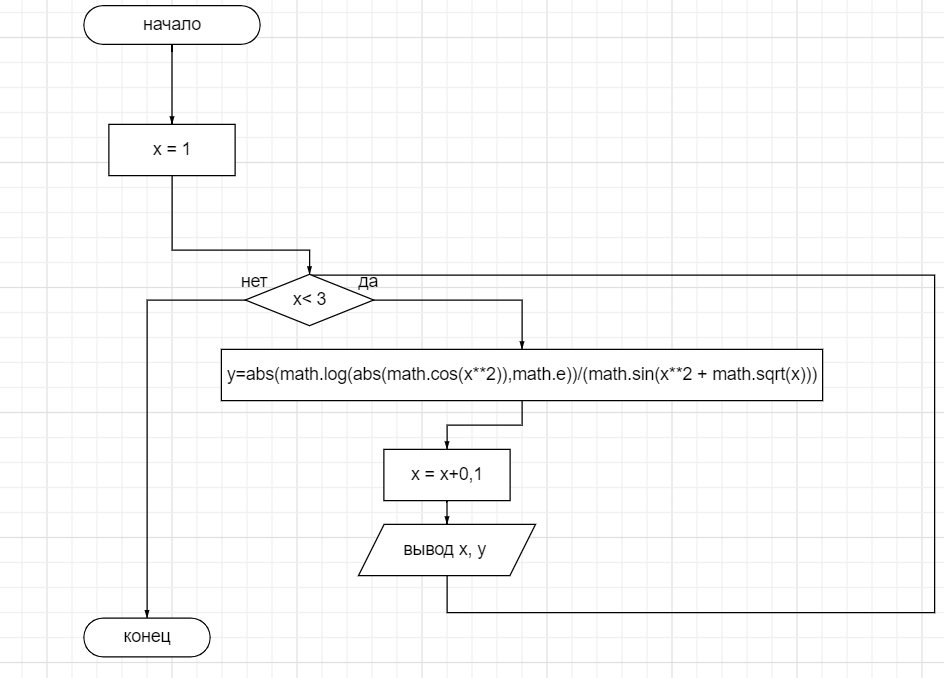 начало
x = 1
нет
да
x< 3
y=abs(math.log(abs(math.cos(x**2)),math.e))/(math.sin(x**2 + math.sqrt(x)))
x = x+0,1
вывод x, y
конец